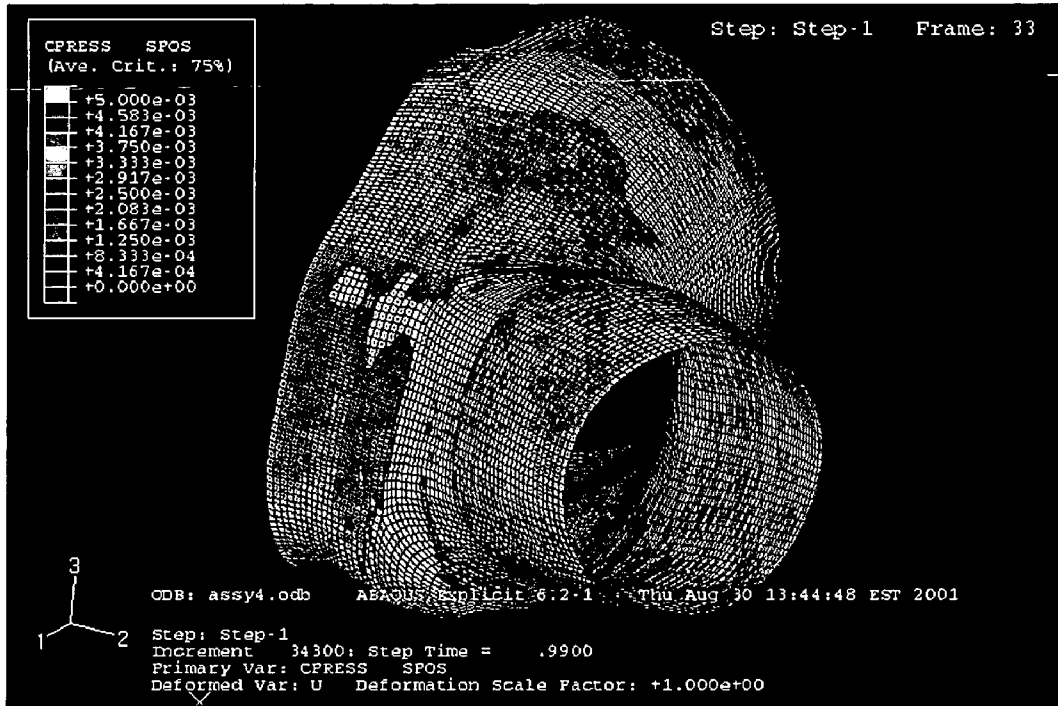 Step: Step-1 Frame: 33
CPRESS SPOS
(Ave. Crit.: 75%)
+5.000e-03
+4.583e-03
+4.167e-03
+3.750e-03
+3.333e-03
+2.917e-03
+2.500e-03
+2.083e-03
+1.667e-03
+1.250e-03
+8.333e-04
+4.167e-04
+0.000e+00
3
1 2
ODB: assy4.odb ABAQUS/Explicit 6.2-1 Thu Aug 30 13:44:48 EST 2001
Step: Step-1
Increment 34300: Step Time = .9900
Primary Var: CPRESS SPOS
Deformed Var: U Deformation Scale Factor: +1.000e+00